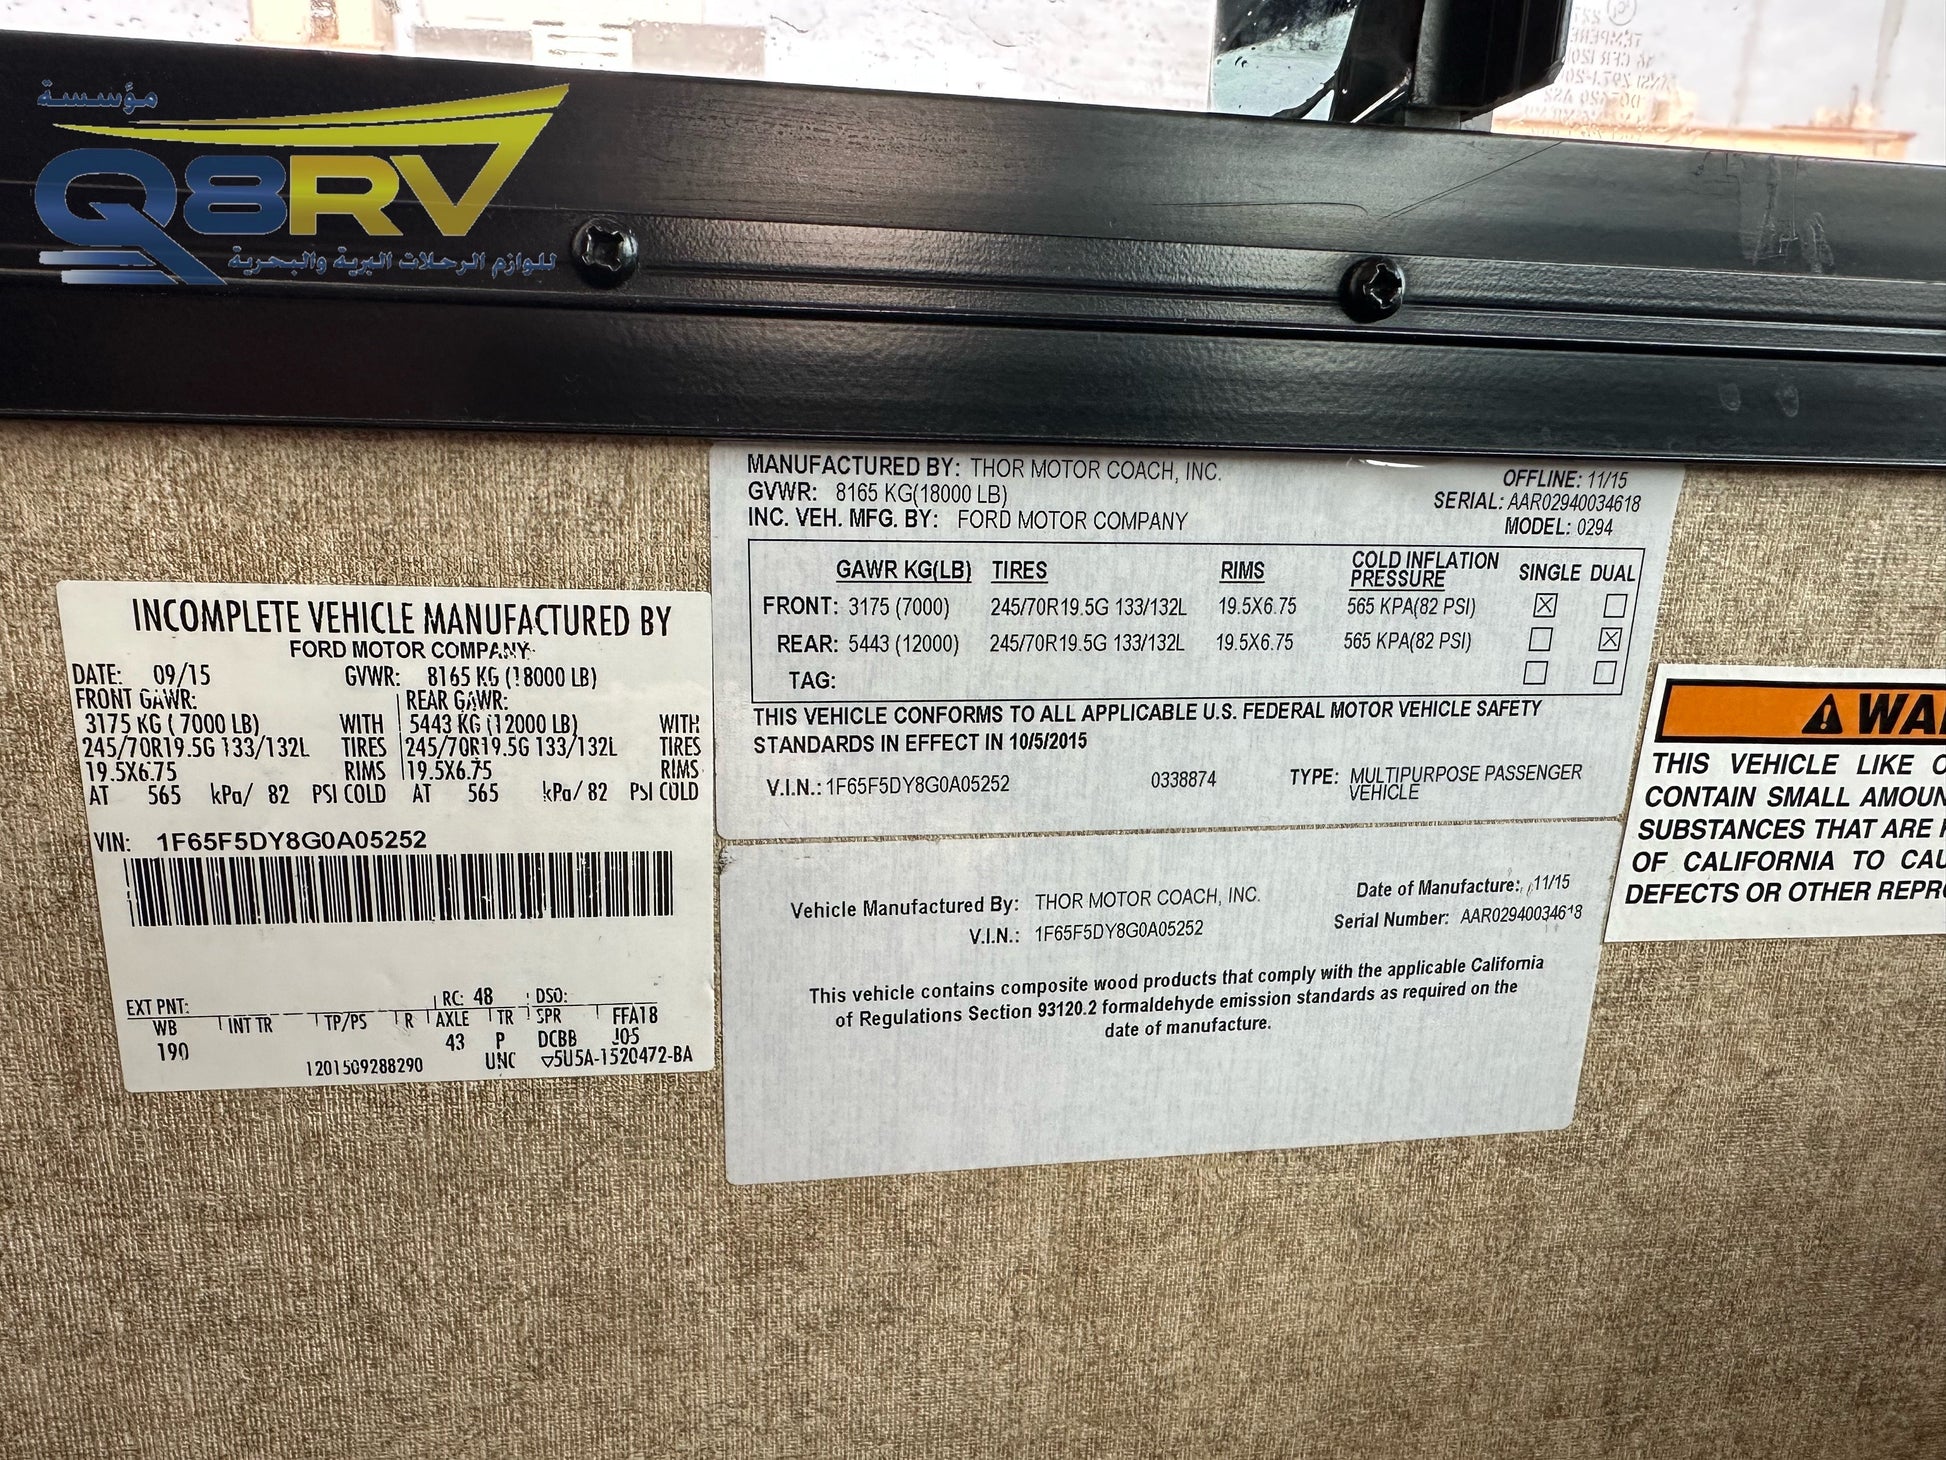 مؤسسة
Q8RV
للوازم الرحلات البرية والبحرية
INCOMPLETE VEHICLE MANUFACTURED BY
FORD MOTOR COMPANY
DATE: 09/15 GVWR: 8165 KG (18000 LB)
FRONT GAWR: REAR GAWR:
3175 KG ( 7000 LB) WITH 5443 KG (12000 LB) WITH
245/70R19.5G 133/132L TIRES 245/70R19.5G 133/132L TIRES
19.5X6.75 RIMS 19.5X6.75 RIMS
AT 565 kPa/ 82 PSI COLD AT 565 kPa/ 82 PSI COLD
VIN: 1F65F5DY8G0A05252
EXT PNT: RC: 48 DSO:
WB INT TR TP/PS R AXLE TR SPR FFA18
190 43 P DCBB J05
1201509288290 UNC ▽5U5A-1520472-BA
MANUFACTURED BY: THOR MOTOR COACH, INC. OFFLINE: 11/15
GVWR: 8165 KG(18000 LB) SERIAL: AAR02940034618
INC. VEH. MFG. BY: FORD MOTOR COMPANY MODEL: 0294
GAWR KG(LB) TIRES RIMS COLD INFLATION PRESSURE SINGLE DUAL
FRONT: 3175 (7000) 245/70R19.5G 133/132L 19.5X6.75 565 KPA(82 PSI) ☒ ☐
REAR: 5443 (12000) 245/70R19.5G 133/132L 19.5X6.75 565 KPA(82 PSI) ☐ ☒
TAG: ☐ ☐
THIS VEHICLE CONFORMS TO ALL APPLICABLE U.S. FEDERAL MOTOR VEHICLE SAFETY
STANDARDS IN EFFECT IN 10/5/2015
V.I.N.: 1F65F5DY8G0A05252 0338874 TYPE: MULTIPURPOSE PASSENGER
VEHICLE
Vehicle Manufactured By: THOR MOTOR COACH, INC. Date of Manufacture: 11/15
V.I.N.: 1F65F5DY8G0A05252 Serial Number: AAR02940034618
This vehicle contains composite wood products that comply with the applicable California
of Regulations Section 93120.2 formaldehyde emission standards as required on the
date of manufacture.
THIS VEHICLE LIKE
CONTAIN SMALL
SUBSTANCES THAT ARE
OF CALIFORNIA TO
DEFECTS OR OTHER